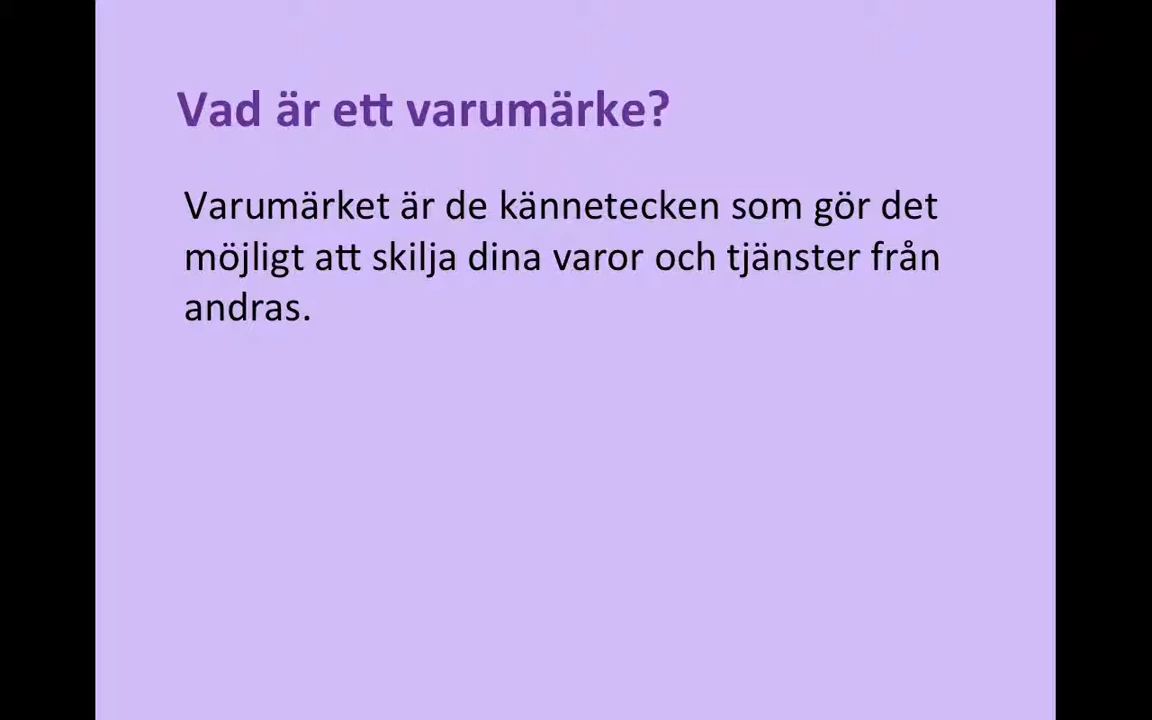 Vad är ett varumärke?
Varumärket är de kännetecken som gör det
möjligt att skilja dina varor och tjänster från
andras.